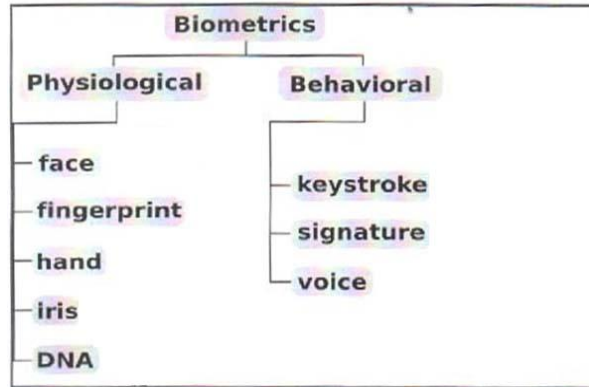 Biometrics
Physiological
Behavioral
face
fingerprint
hand
iris
DNA
keystroke
signature
voice